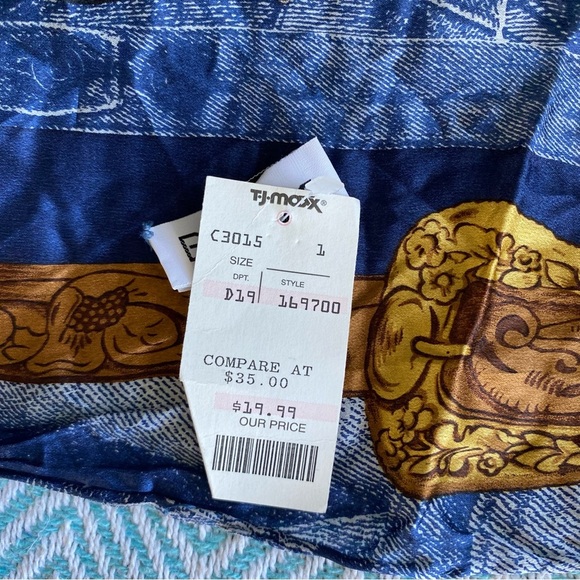 T·J·maxx®
C3015 1
SIZE
DPT. STYLE
D19 169700
COMPARE AT
$35.00
$19.99
OUR PRICE